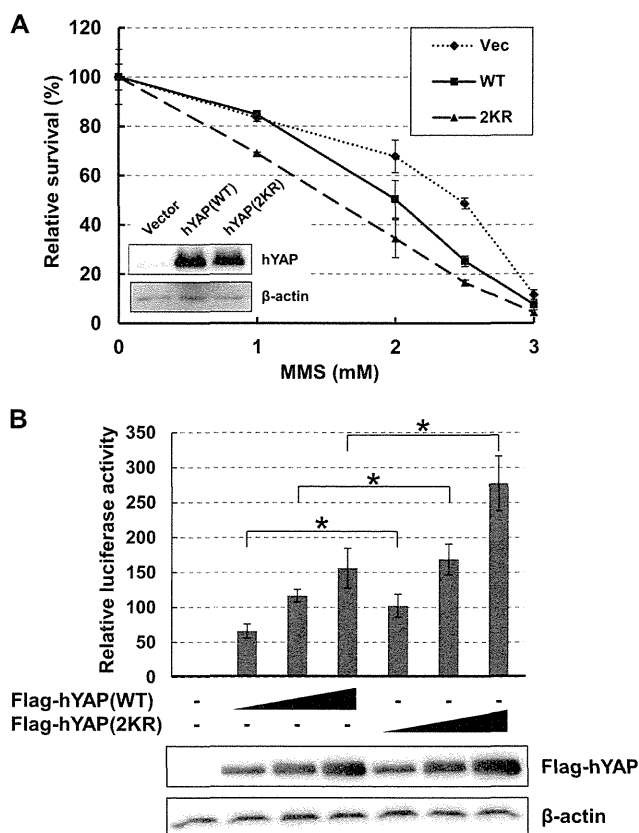 A
Relative survival (%)
120
100
80
60
40
20
0
0 1 2 3
MMS (mM)
Vec
WT
2KR
Vector hYAP(WT) hYAP(2KR)
hYAP
β-actin
B
Relative luciferase activity
350
300
250
200
150
100
50
0
* * *
Flag-hYAP(WT) - - - -
Flag-hYAP(2KR) - - - -
Flag-hYAP
β-actin